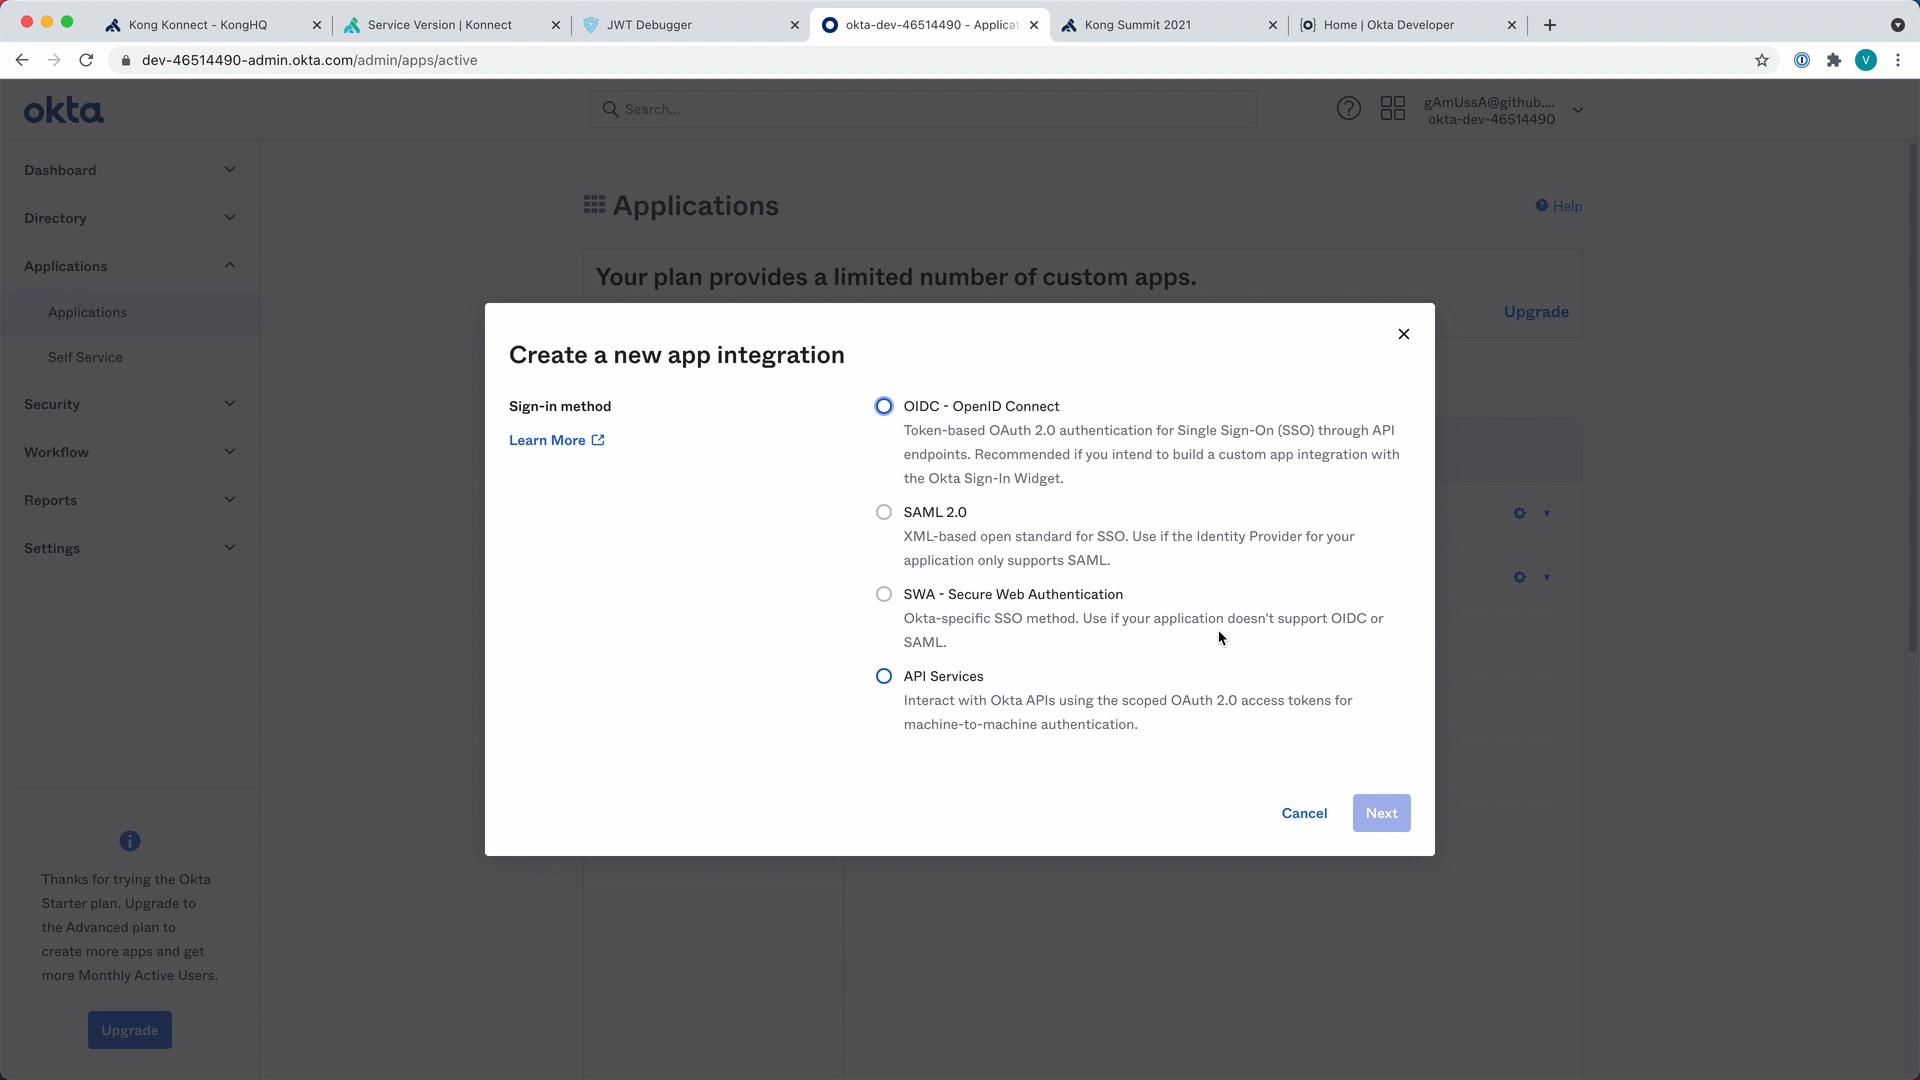 Kong Konnect - KongHQ
Service Version | Konnect
JWT Debugger
okta-dev-46514490 - Applicat
Kong Summit 2021
Home | Okta Developer
dev-46514490-admin.okta.com/admin/apps/active
V
okta
Search...
gAmUssA@github....
okta-dev-46514490
Dashboard
Directory
Applications
Applications
Self Service
Security
Workflow
Reports
Settings
Thanks for trying the Okta
Starter plan. Upgrade to
the Advanced plan to
create more apps and get
more Monthly Active Users.
Upgrade
Applications
Help
Your plan provides a limited number of custom apps.
Upgrade
Create a new app integration
Sign-in method
Learn More
OIDC - OpenID Connect
Token-based OAuth 2.0 authentication for Single Sign-On (SSO) through API
endpoints. Recommended if you intend to build a custom app integration with
the Okta Sign-In Widget.
SAML 2.0
XML-based open standard for SSO. Use if the Identity Provider for your
application only supports SAML.
SWA - Secure Web Authentication
Okta-specific SSO method. Use if your application doesn't support OIDC or
SAML.
API Services
Interact with Okta APIs using the scoped OAuth 2.0 access tokens for
machine-to-machine authentication.
Cancel
Next